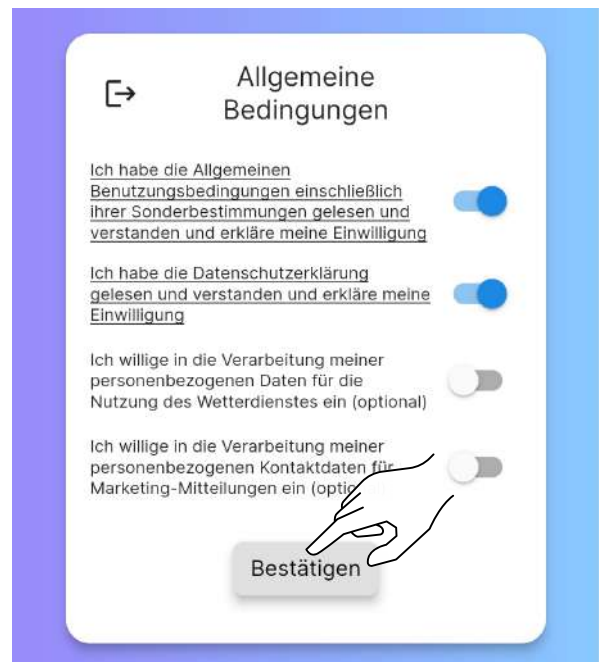 Allgemeine
Bedingungen
Ich habe die Allgemeinen
Benutzungsbedingungen einschließlich
ihrer Sonderbestimmungen gelesen und
verstanden und erkläre meine Einwilligung
Ich habe die Datenschutzerklärung
gelesen und verstanden und erkläre meine
Einwilligung
Ich willige in die Verarbeitung meiner
personenbezogenen Daten für die
Nutzung des Wetterdienstes ein (optional)
Ich willige in die Verarbeitung meiner
personenbezogenen Kontaktdaten für
Marketing-Mitteilungen ein
Bestätigen